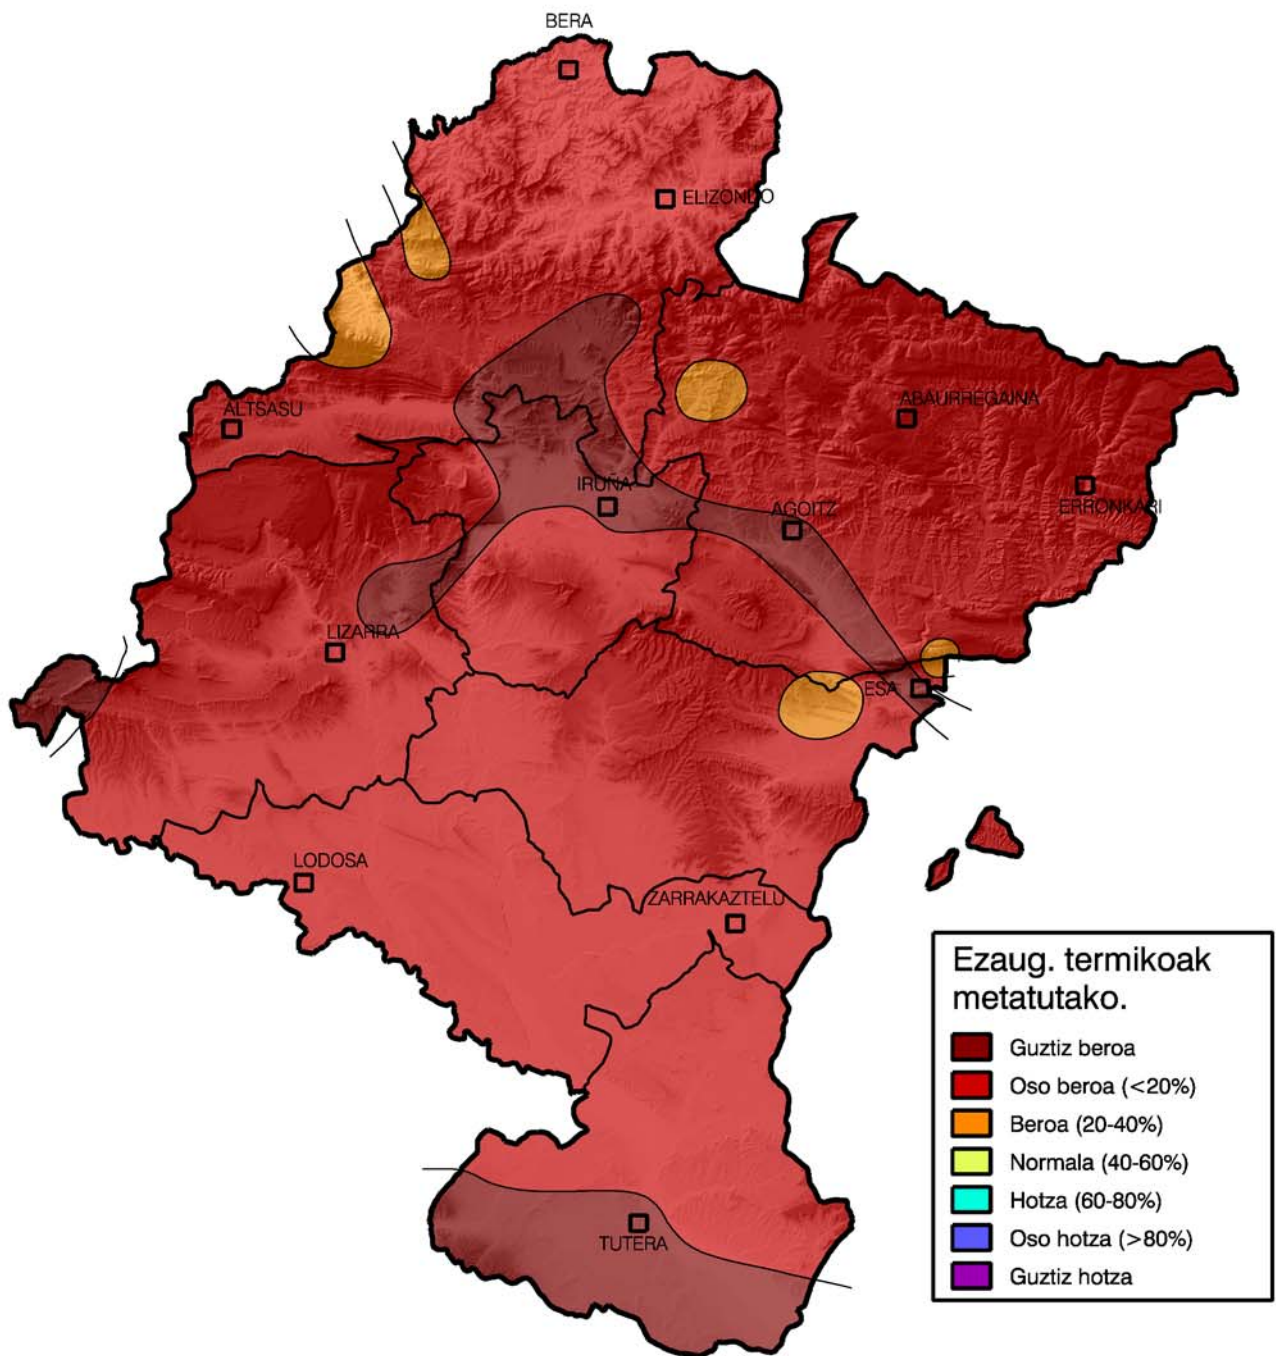 BERA
ELIZONDO
ALTSASU
ABAURREGAINA
IRUÑA
AGOITZ
ERRONKARI
LIZARRA
ESA
LODOSA
ZARRAKAZTELU
TUTERA
Ezaug. termikoak
metatutako.
Guztiz beroa
Oso beroa (<20%)
Beroa (20-40%)
Normala (40-60%)
Hotza (60-80%)
Oso hotza (>80%)
Guztiz hotza